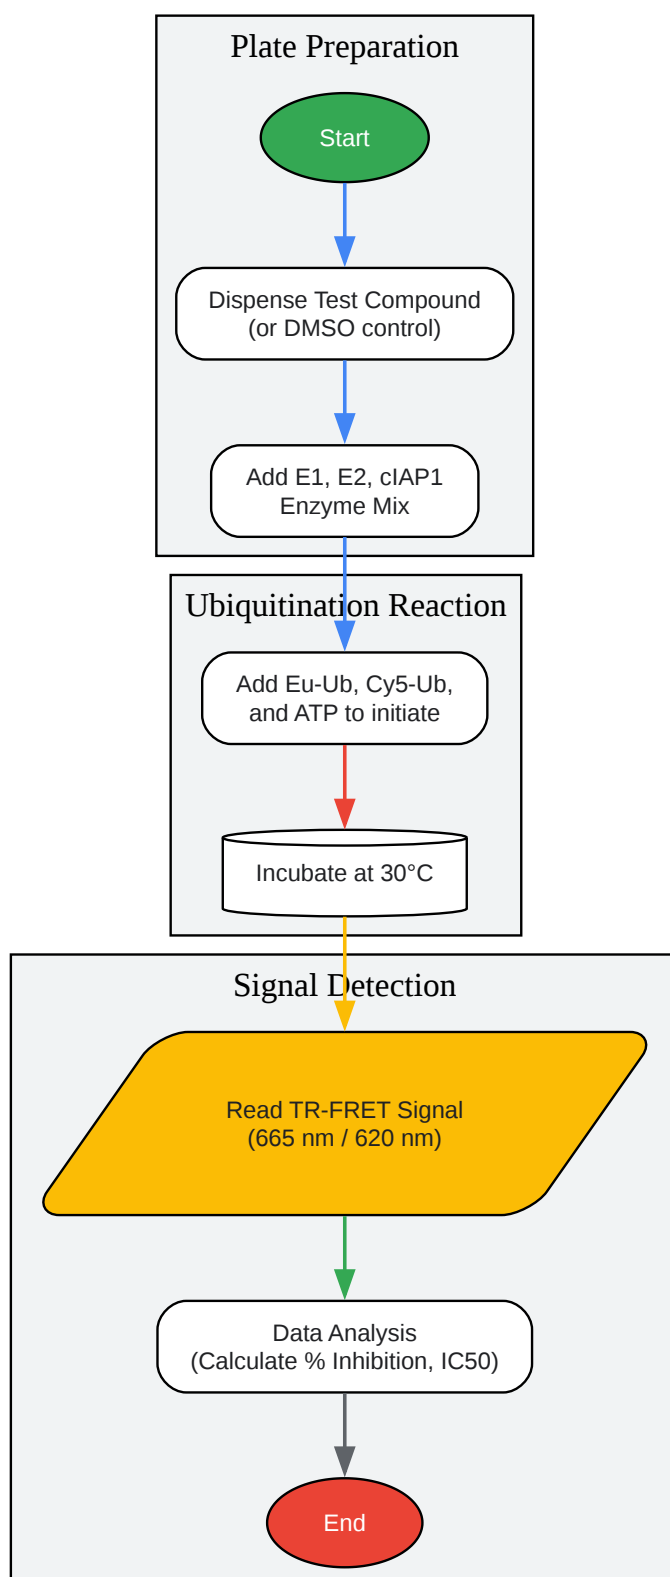 Plate Preparation
Start
Dispense Test Compound
(or DMSO control)
Add E1, E2, cIAP1
Enzyme Mix
Ubiquitination Reaction
Add Eu-Ub, Cy5-Ub,
and ATP to initiate
Incubate at 30°C
Signal Detection
Read TR-FRET Signal
(665 nm / 620 nm)
Data Analysis
(Calculate % Inhibition, IC50)
End